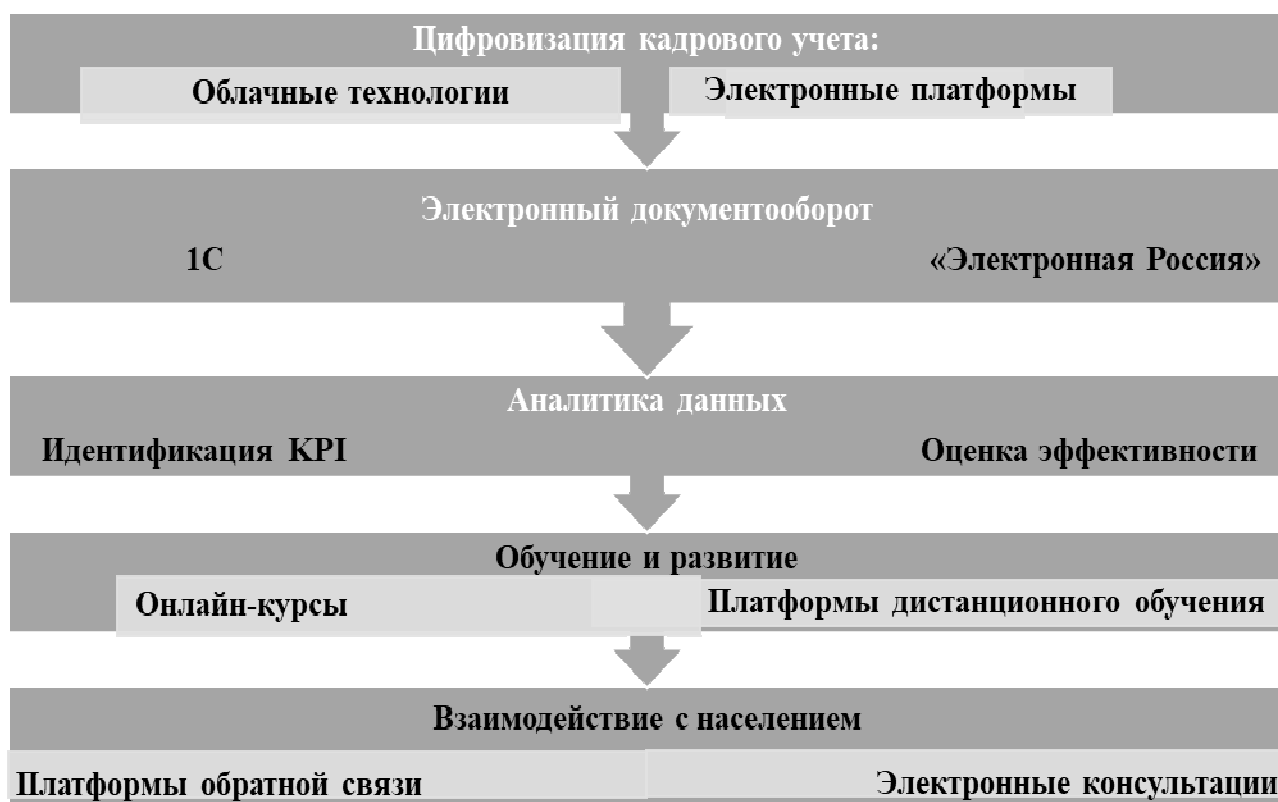 Цифровизация кадрового учета:
Облачные технологии
Электронные платформы
Электронный документооборот
1С
«Электронная Россия»
Аналитика данных
Идентификация KPI
Оценка эффективности
Обучение и развитие
Онлайн-курсы
Платформы дистанционного обучения
Взаимодействие с населением
Платформы обратной связи
Электронные консультации